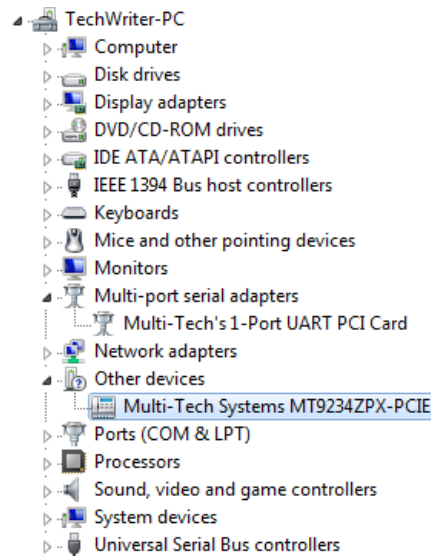 TechWriter-PC
Computer
Disk drives
Display adapters
DVD/CD-ROM drives
IDE ATA/ATAPI controllers
IEEE 1394 Bus host controllers
Keyboards
Mice and other pointing devices
Monitors
Multi-port serial adapters
Multi-Tech's 1-Port UART PCI Card
Network adapters
Other devices
Multi-Tech Systems MT9234ZPX-PCIE
Ports (COM & LPT)
Processors
Sound, video and game controllers
System devices
Universal Serial Bus controllers